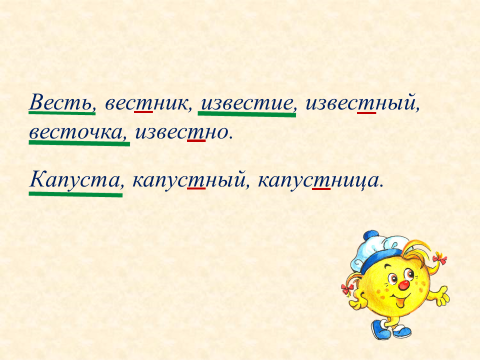 Весть, вестник, известие, известный,
весточка, известно.
Капуста, капустный, капустница.